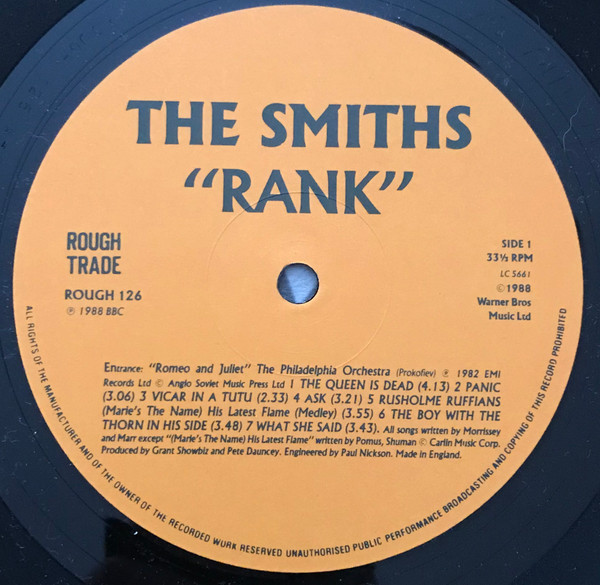 THE SMITHS
“RANK”
ROUGH
TRADE
ROUGH 126
℗ 1988 BBC
SIDE 1
33⅓ RPM
LC 5661
©1988
Warner Bros
Music Ltd
Entrance: “Romeo and Juliet” The Philadelphia Orchestra (Prokofiev) ℗ 1982 EMI
Records Ltd © Anglo Soviet Music Press Ltd 1 THE QUEEN IS DEAD (4.13) 2 PANIC
(3.06) 3 VICAR IN A TUTU (2.33) 4 ASK (3.21) 5 RUSHOLME RUFFIANS
(Marie's The Name) His Latest Flame (Medley) (3.55) 6 THE BOY WITH THE
THORN IN HIS SIDE (3.48) 7 WHAT SHE SAID (3.43). All songs written by Morrissey
and Marr except “(Marie's The Name) His Latest Flame” written by Pomus, Shuman © Carlin Music Corp.
Produced by Grant Showbiz and Pete Dauncey. Engineered by Paul Nickson. Made in England.
ALL RIGHTS OF THE MANUFACTURER AND OF THE OWNER OF THE RECORDED WORK RESERVED UNAUTHORISED PUBLIC PERFORMANCE BROADCASTING AND COPYING OF THIS RECORD PROHIBITED